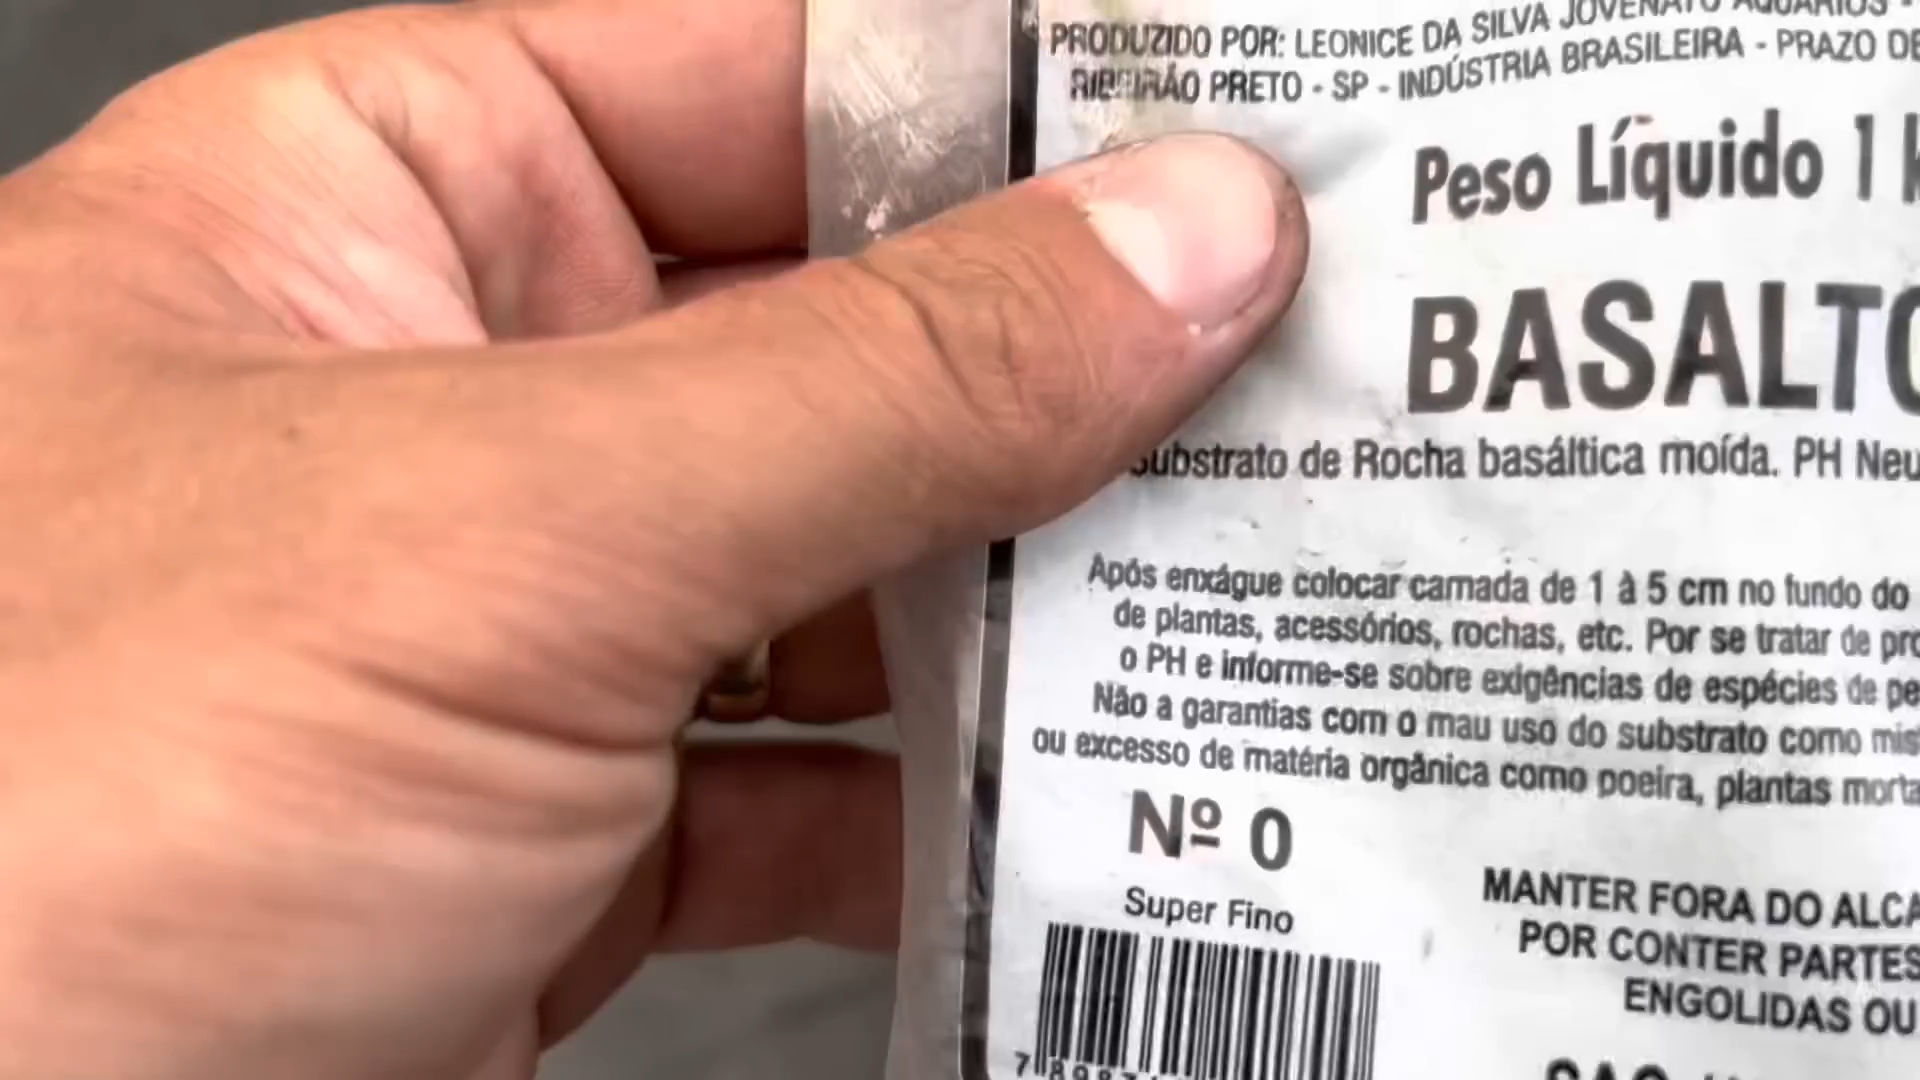 PRODUZIDO POR: LEONICE DA SILVA JOVENATO AQUÁRIOS -
RIBEIRÃO PRETO - SP - INDÚSTRIA BRASILEIRA - PRAZO DE
Peso Líquido 1 k
BASALTO
Substrato de Rocha basáltica moída. PH Neu
Após enxágue colocar camada de 1 à 5 cm no fundo do
de plantas, acessórios, rochas, etc. Por se tratar de pro
o PH e informe-se sobre exigências de espécies de pe
Não a garantias com o mau uso do substrato como mis
ou excesso de matéria orgânica como poeira, plantas morta
Nº 0
Super Fino
MANTER FORA DO ALCA
POR CONTER PARTES
ENGOLIDAS OU